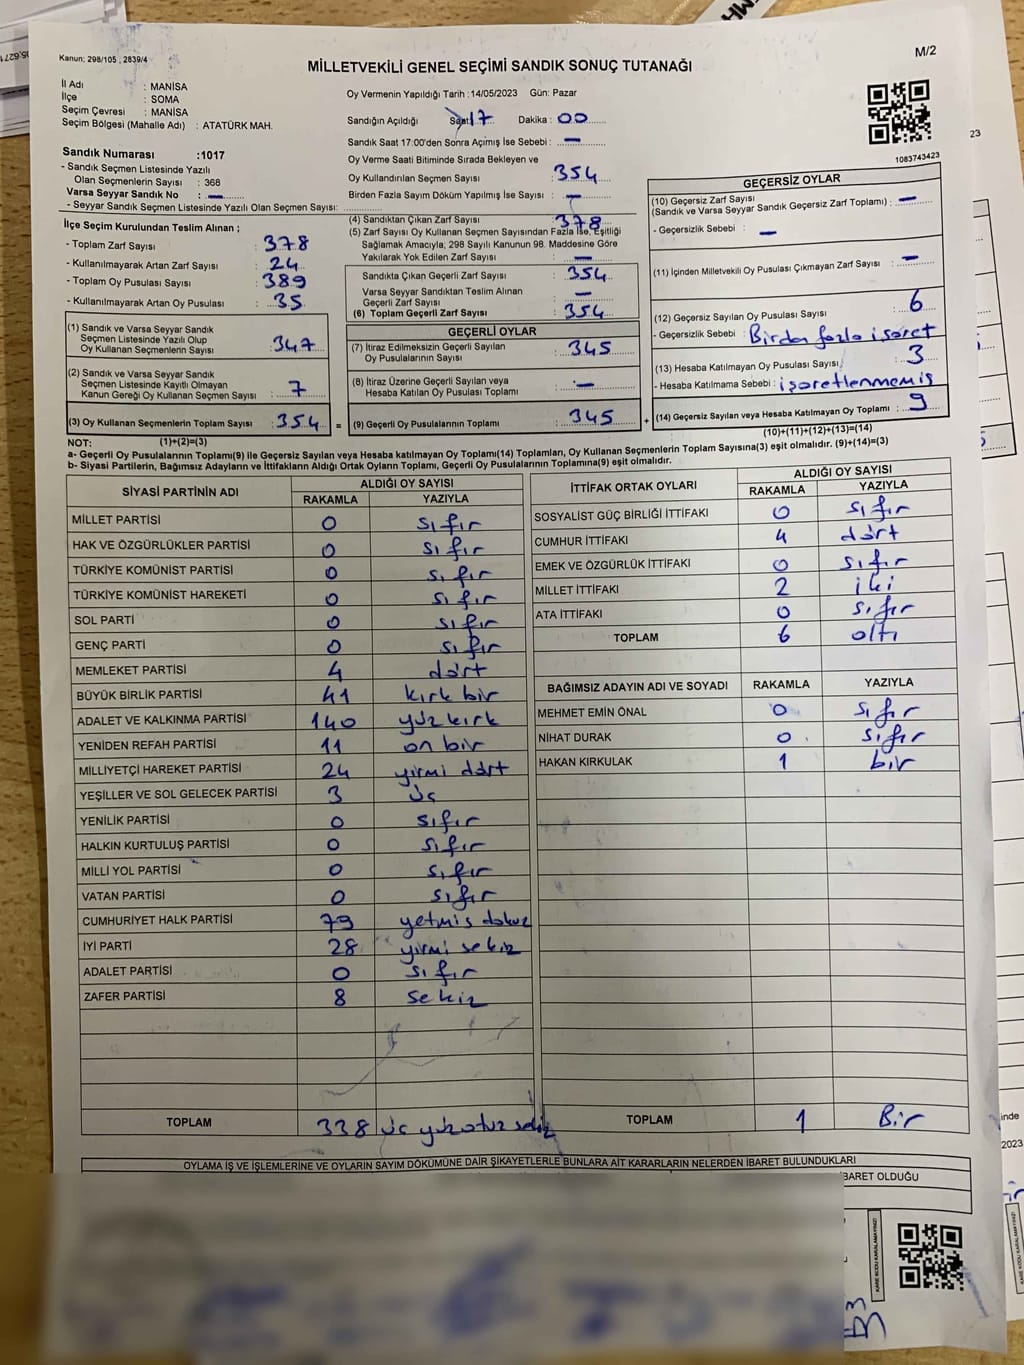 Kanun: 298/105 , 2839/4
M/2
MİLLETVEKİLİ GENEL SEÇİMİ SANDIK SONUÇ TUTANAĞI
İl Adı : MANİSA
İlçe : SOMA
Seçim Çevresi : MANİSA
Seçim Bölgesi (Mahalle Adı) : ATATÜRK MAH.
Oy Vermenin Yapıldığı Tarih :14/05/2023 Gün: Pazar
Sandığın Açıldığı Saat: 17 Dakika : 00
Sandık Saat 17:00'den Sonra Açılmış İse Sebebi : —
Oy Verme Saati Bitiminde Sırada Bekleyen ve
Oy Kullandırılan Seçmen Sayısı : 354
Birden Fazla Sayım Döküm Yapılmış İse Sayısı : —
1083743423
Sandık Numarası :1017
- Sandık Seçmen Listesinde Yazılı
Olan Seçmenlerin Sayısı : 368
Varsa Seyyar Sandık No : —
- Seyyar Sandık Seçmen Listesinde Yazılı Olan Seçmen Sayısı:
İlçe Seçim Kurulundan Teslim Alınan ;
- Toplam Zarf Sayısı : 378
- Kullanılmayarak Artan Zarf Sayısı : 24
- Toplam Oy Pusulası Sayısı : 389
- Kullanılmayarak Artan Oy Pusulası : 35
(1) Sandık ve Varsa Seyyar Sandık
Seçmen Listesinde Yazılı Olup
Oy Kullanan Seçmenlerin Sayısı : 347
(2) Sandık ve Varsa Seyyar Sandık
Seçmen Listesinde Kayıtlı Olmayan
Kanun Gereği Oy Kullanan Seçmen Sayısı : 7
(3) Oy Kullanan Seçmenlerin Toplam Sayısı : 354 =
(4) Sandıktan Çıkan Zarf Sayısı : 378
(5) Zarf Sayısı Oy Kullanan Seçmen Sayısından Fazla İse, Eşitliği
Sağlamak Amacıyla, 298 Sayılı Kanunun 98. Maddesine Göre
Yakılarak Yok Edilen Zarf Sayısı : —
Sandıkta Çıkan Geçerli Zarf Sayısı : 354
Varsa Seyyar Sandıktan Teslim Alınan
Geçerli Zarf Sayısı : —
(6) Toplam Geçerli Zarf Sayısı : 354
GEÇERLİ OYLAR
(7) İtiraz Edilmeksizin Geçerli Sayılan
Oy Pusulalarının Sayısı : 345
(8) İtiraz Üzerine Geçerli Sayılan veya
Hesaba Katılan Oy Pusulası Toplamı : —
(9) Geçerli Oy Pusulalarının Toplamı : 345 +
GEÇERSİZ OYLAR
(10) Geçersiz Zarf Sayısı
(Sandık ve Varsa Seyyar Sandık Geçersiz Zarf Toplamı) : —
- Geçersizlik Sebebi : —
(11) İçinden Milletvekili Oy Pusulası Çıkmayan Zarf Sayısı : —
(12) Geçersiz Sayılan Oy Pusulası Sayısı : 6
- Geçersizlik Sebebi : Birden fazla işaret
(13) Hesaba Katılmayan Oy Pusulası Sayısı : 3
- Hesaba Katılmama Sebebi : işaretlenmemiş
(14) Geçersiz Sayılan veya Hesaba Katılmayan Oy Toplamı : 9
NOT: (1)+(2)=(3)
(10)+(11)+(12)+(13)=(14)
a- Geçerli Oy Pusulalarının Toplamı(9) ile Geçersiz Sayılan veya Hesaba katılmayan Oy Toplamı(14) Toplamları, Oy Kullanan Seçmenlerin Toplam Sayısına(3) eşit olmalıdır. (9)+(14)=(3)
b- Siyasi Partilerin, Bağımsız Adayların ve İttifakların Aldığı Ortak Oyların Toplamı, Geçerli Oy Pusulalarının Toplamına(9) eşit olmalıdır.
SİYASİ PARTİNİN ADI ALDIĞI OY SAYISI
RAKAMLA YAZIYLA
MİLLET PARTİSİ 0 sıfır
HAK VE ÖZGÜRLÜKLER PARTİSİ 0 sıfır
TÜRKİYE KOMÜNİST PARTİSİ 0 sıfır
TÜRKİYE KOMÜNİST HAREKETİ 0 sıfır
SOL PARTİ 0 sıfır
GENÇ PARTİ 0 sıfır
MEMLEKET PARTİSİ 4 dört
BÜYÜK BİRLİK PARTİSİ 41 kırk bir
ADALET VE KALKINMA PARTİSİ 140 yüz kırk
YENİDEN REFAH PARTİSİ 11 on bir
MİLLİYETÇİ HAREKET PARTİSİ 24 yirmi dört
YEŞİLLER VE SOL GELECEK PARTİSİ 3 üç
YENİLİK PARTİSİ 0 sıfır
HALKIN KURTULUŞ PARTİSİ 0 sıfır
MİLLİ YOL PARTİSİ 0 sıfır
VATAN PARTİSİ 0 sıfır
CUMHURİYET HALK PARTİSİ 79 yetmiş dokuz
İYİ PARTİ 28 yirmi sekiz
ADALET PARTİSİ 0 sıfır
ZAFER PARTİSİ 8 sekiz
TOPLAM 338 üç yüz otuz sekiz
İTTİFAK ORTAK OYLARI ALDIĞI OY SAYISI
RAKAMLA YAZIYLA
SOSYALİST GÜÇ BİRLİĞİ İTTİFAKI 0 sıfır
CUMHUR İTTİFAKI 4 dört
EMEK VE ÖZGÜRLÜK İTTİFAKI 0 sıfır
MİLLET İTTİFAKI 2 iki
ATA İTTİFAKI 0 sıfır
TOPLAM 6 altı
BAĞIMSIZ ADAYIN ADI VE SOYADI RAKAMLA YAZIYLA
MEHMET EMİN ÖNAL 0 sıfır
NİHAT DURAK 0 sıfır
HAKAN KIRKULAK 1 bir
TOPLAM 1 Bir
OYLAMA İŞ VE İŞLEMLERİNE VE OYLARIN SAYIM DÖKÜMÜNE DAİR ŞİKAYETLERLE BUNLARA AİT KARARLARIN NELERDEN İBARET BULUNDUKLARI
İBARET OLDUĞU
KARE KODU KARALAMAYINIZ!
23
inde
2023